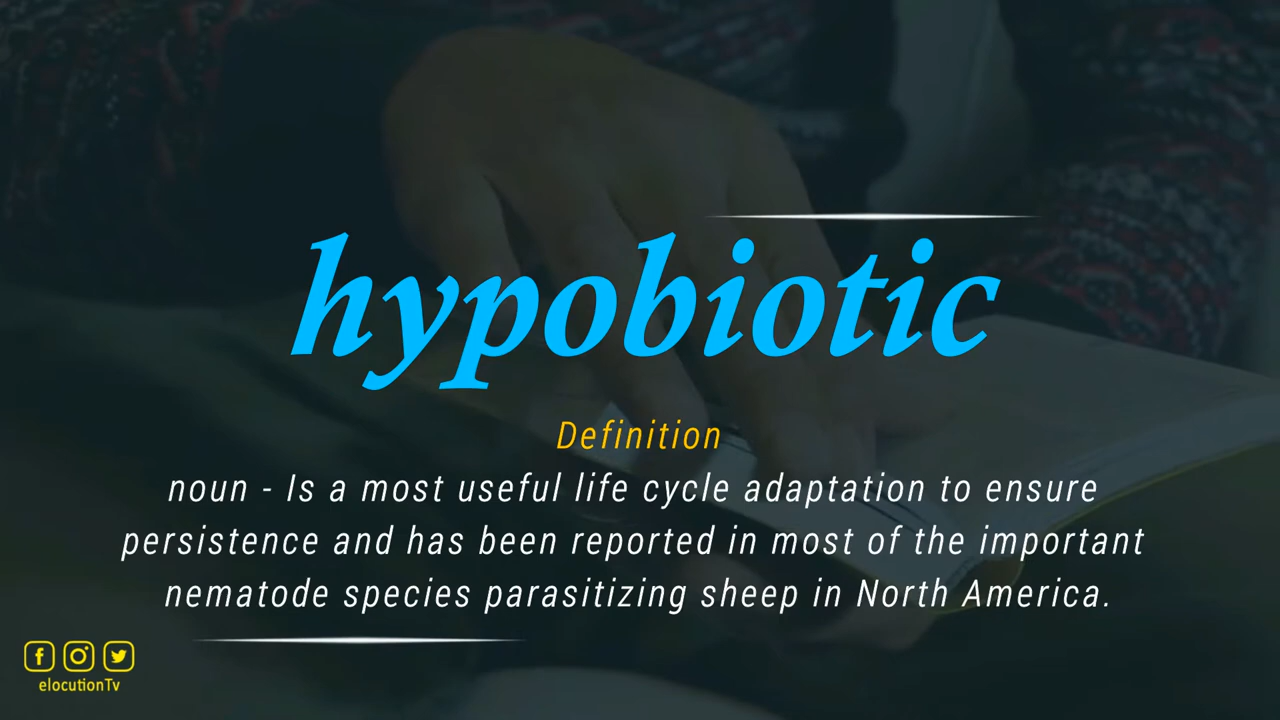 hypobiotic
Definition
noun - Is a most useful life cycle adaptation to ensure
persistence and has been reported in most of the important
nematode species parasitizing sheep in North America.
elocutionTv